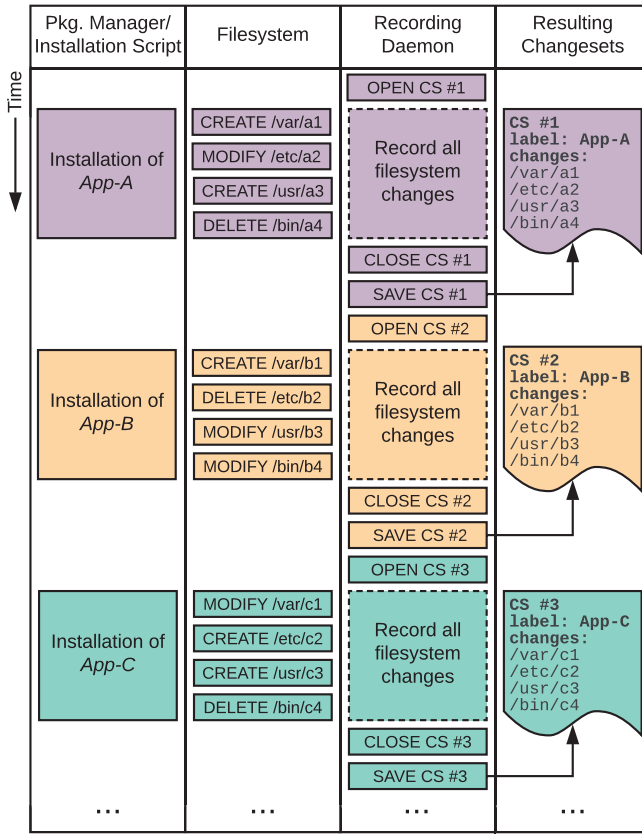 Pkg. Manager/
Installation Script
Filesystem
Recording
Daemon
Resulting
Changesets
Time
OPEN CS #1
Installation of
App-A
CREATE /var/a1
MODIFY /etc/a2
CREATE /usr/a3
DELETE /bin/a4
Record all
filesystem
changes
CS #1
label: App-A
changes:
/var/a1
/etc/a2
/usr/a3
/bin/a4
CLOSE CS #1
SAVE CS #1
OPEN CS #2
Installation of
App-B
CREATE /var/b1
DELETE /etc/b2
MODIFY /usr/b3
MODIFY /bin/b4
Record all
filesystem
changes
CS #2
label: App-B
changes:
/var/b1
/etc/b2
/usr/b3
/bin/b4
CLOSE CS #2
SAVE CS #2
OPEN CS #3
Installation of
App-C
MODIFY /var/c1
CREATE /etc/c2
CREATE /usr/c3
DELETE /bin/c4
Record all
filesystem
changes
CS #3
label: App-C
changes:
/var/c1
/etc/c2
/usr/c3
/bin/c4
CLOSE CS #3
SAVE CS #3
... ... ... ...